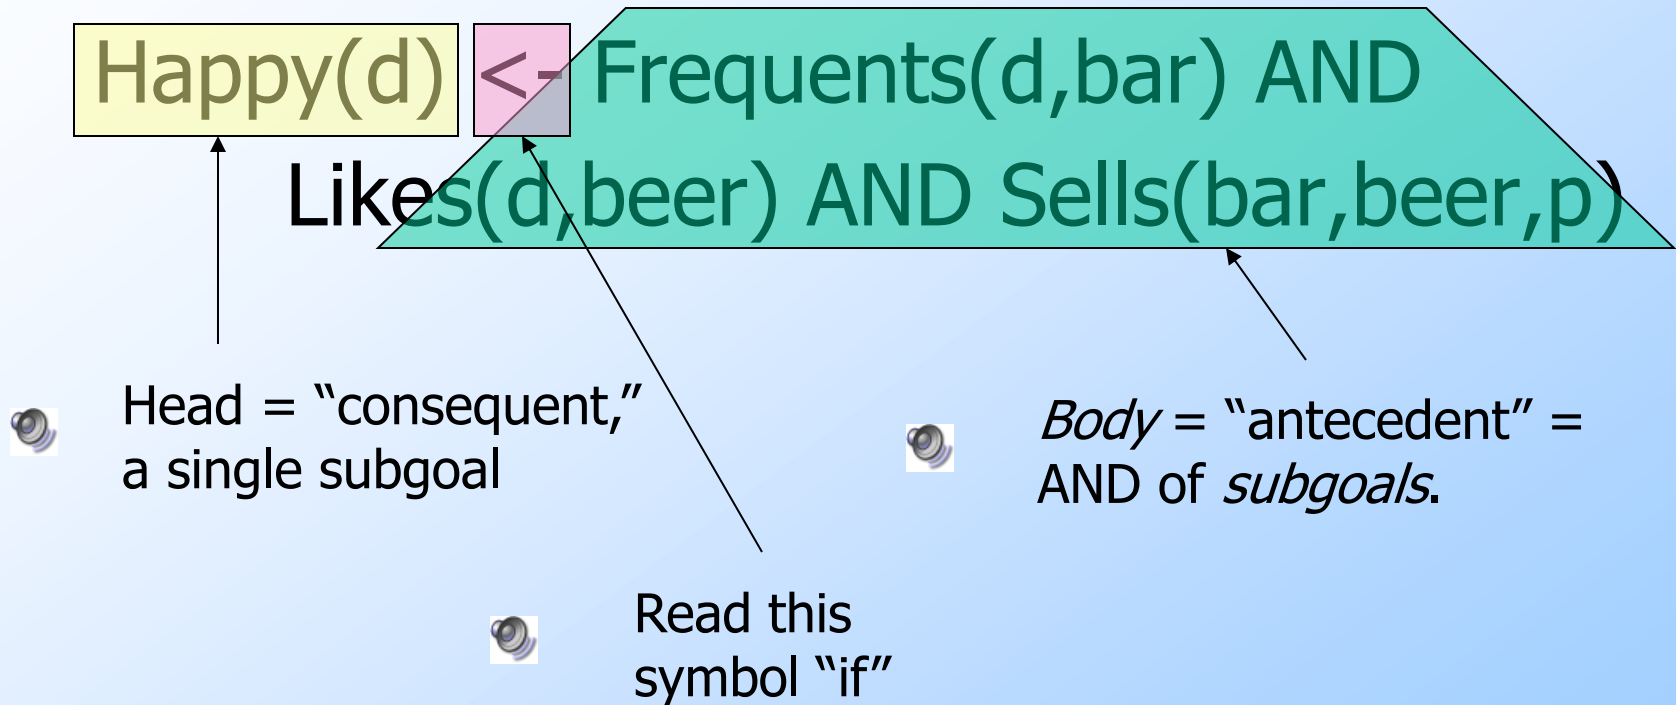 Happy(d) <- Frequents(d,bar) AND
Likes(d,beer) AND Sells(bar,beer,p)
Head = “consequent,”
a single subgoal
Body = “antecedent” =
AND of subgoals.
Read this
symbol “if”